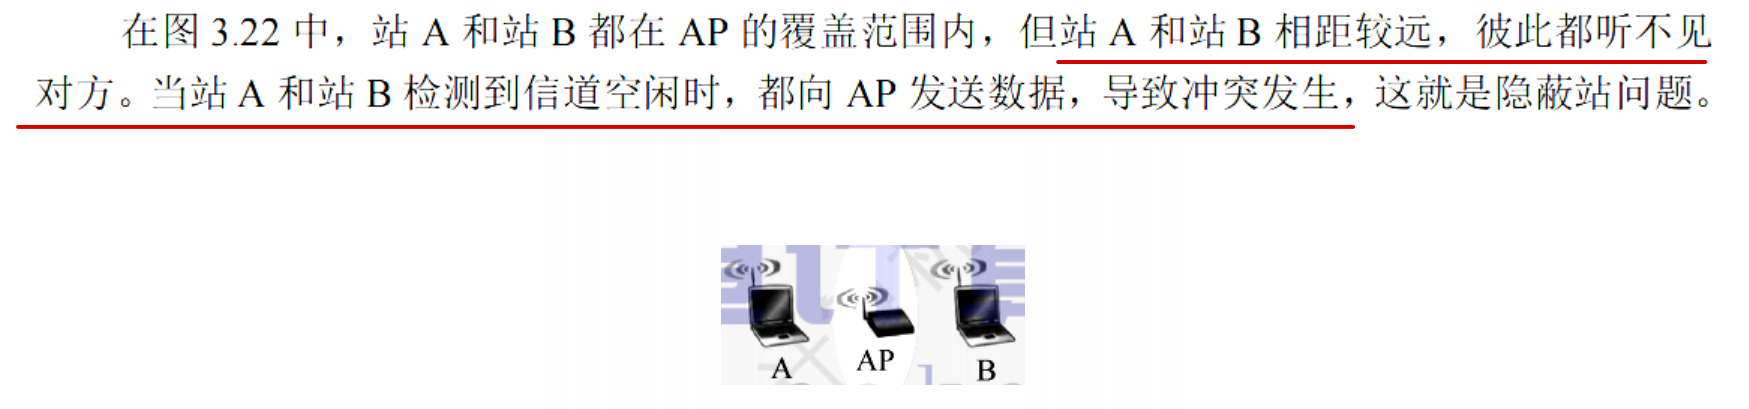 在图 3.22 中，站 A 和站 B 都在 AP 的覆盖范围内，但站 A 和站 B 相距较远，彼此都听不见
对方。当站 A 和站 B 检测到信道空闲时，都向 AP 发送数据，导致冲突发生，这就是隐蔽站问题。
A AP B